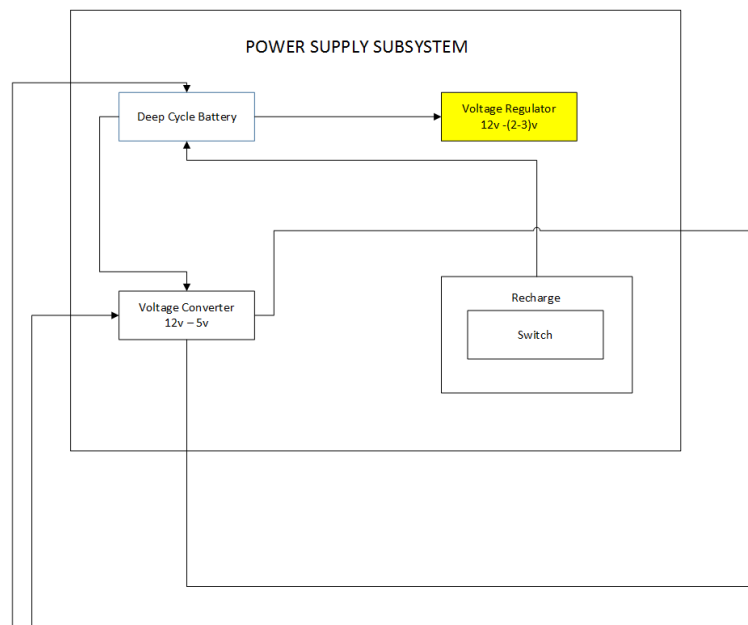 POWER SUPPLY SUBSYSTEM
Deep Cycle Battery
Voltage Regulator
12v -(2-3)v
Voltage Converter
12v – 5v
Recharge
Switch